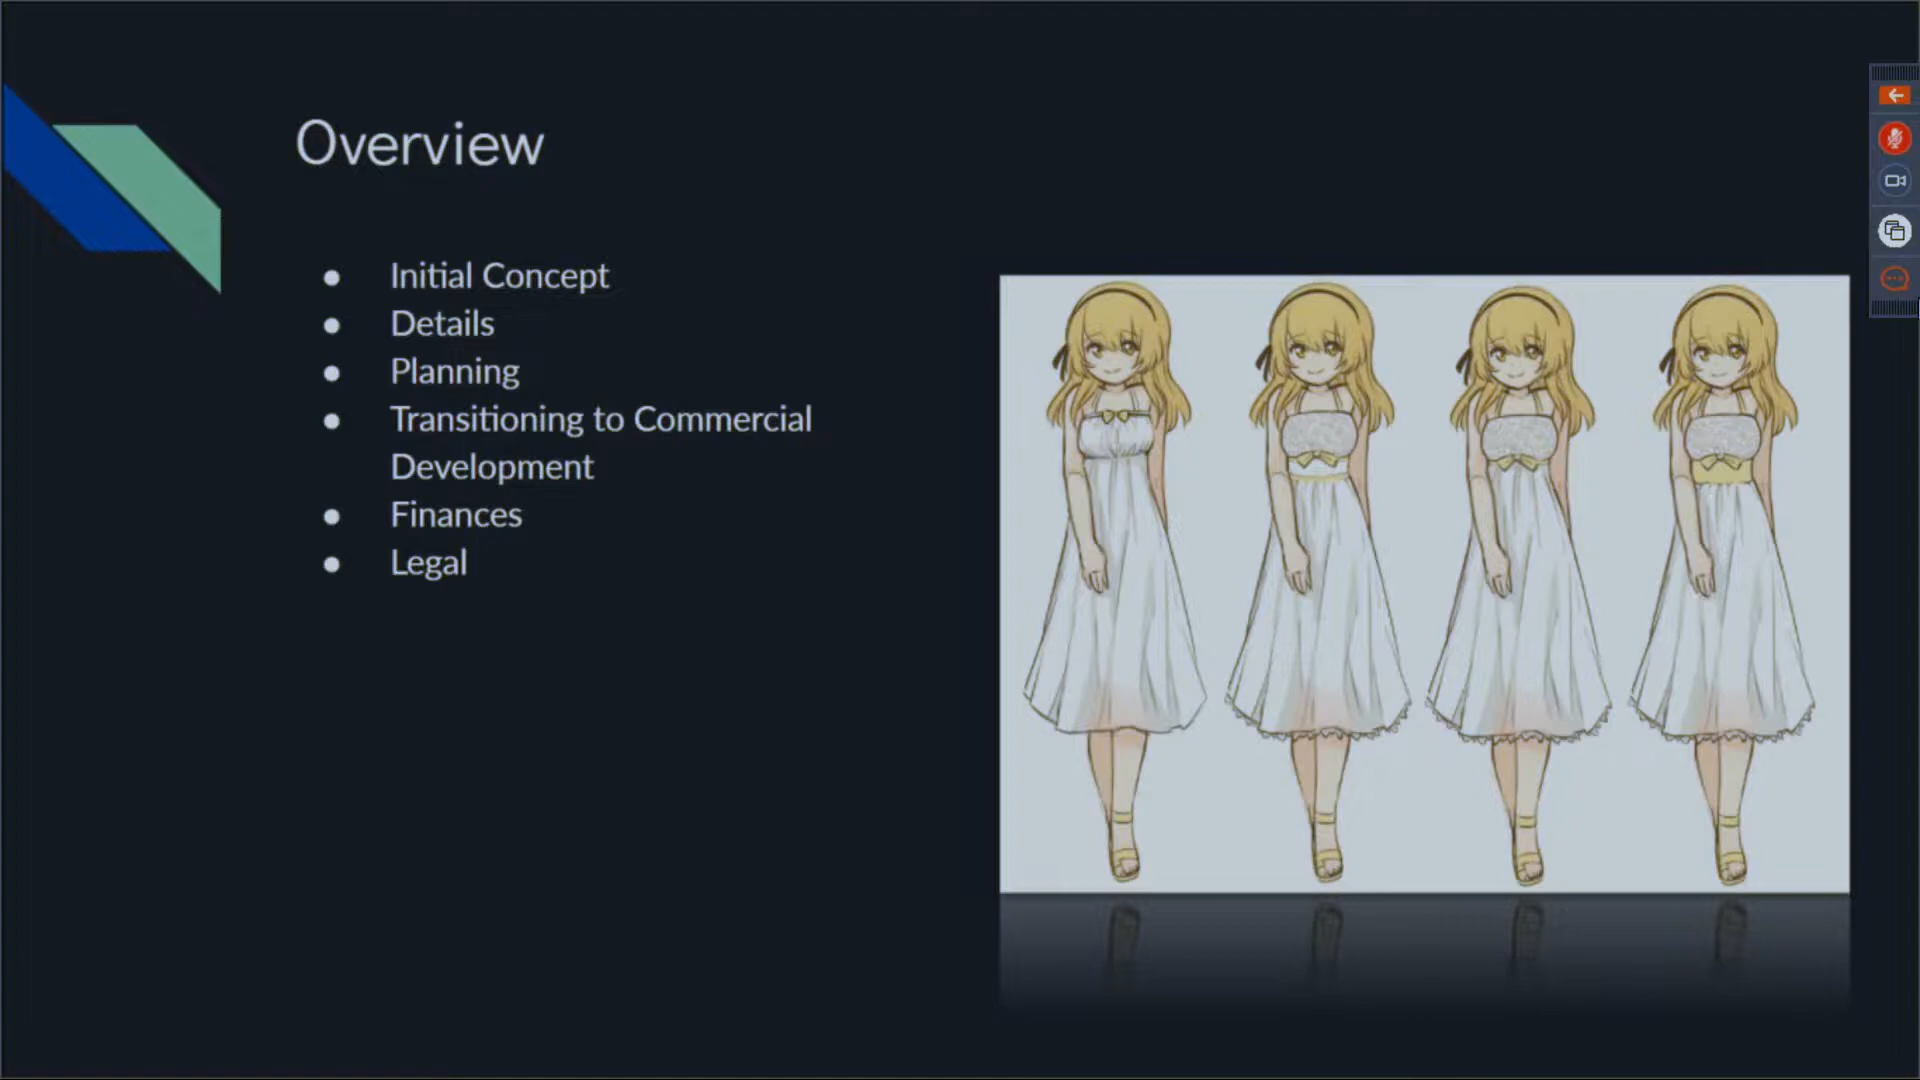 Overview
● Initial Concept
● Details
● Planning
● Transitioning to Commercial
Development
● Finances
● Legal